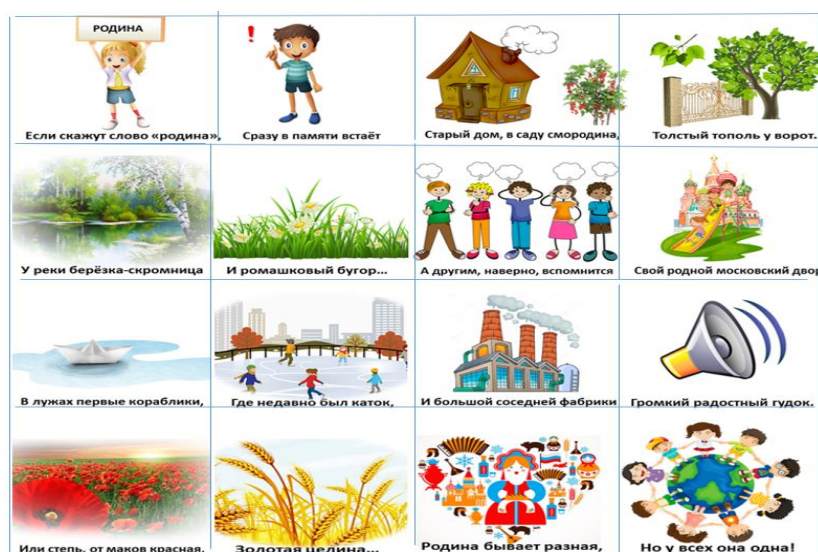 РОДИНА
Если скажут слово «родина»,
Сразу в памяти встаёт
Старый дом, в саду смородина,
Толстый тополь у ворот.
У реки берёзка-скромница
И ромашковый бугор...
А другим, наверно, вспомнится
Свой родной московский двор
В лужах первые кораблики,
Где недавно был каток,
И большой соседней фабрики
Громкий радостный гудок.
Или степь, от маков красная,
Золотая целина...
Родина бывает разная,
Но у всех она одна!